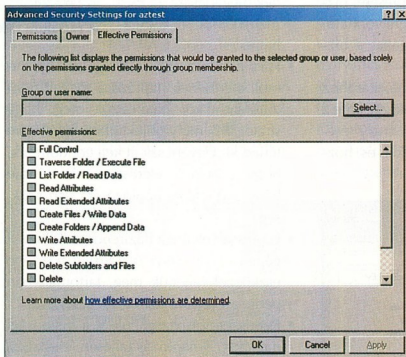 Advanced Security Settings for aztest
Permissions Owner Effective Permissions
The following list displays the permissions that would be granted to the selected group or user, based solely
on the permissions granted directly through group membership.
Group or user name:
Select...
Effective permissions:
Full Control
Traverse Folder / Execute File
List Folder / Read Data
Read Attributes
Read Extended Attributes
Create Files / Write Data
Create Folders / Append Data
Write Attributes
Write Extended Attributes
Delete Subfolders and Files
Delete
Learn more about how effective permissions are determined.
OK Cancel Apply